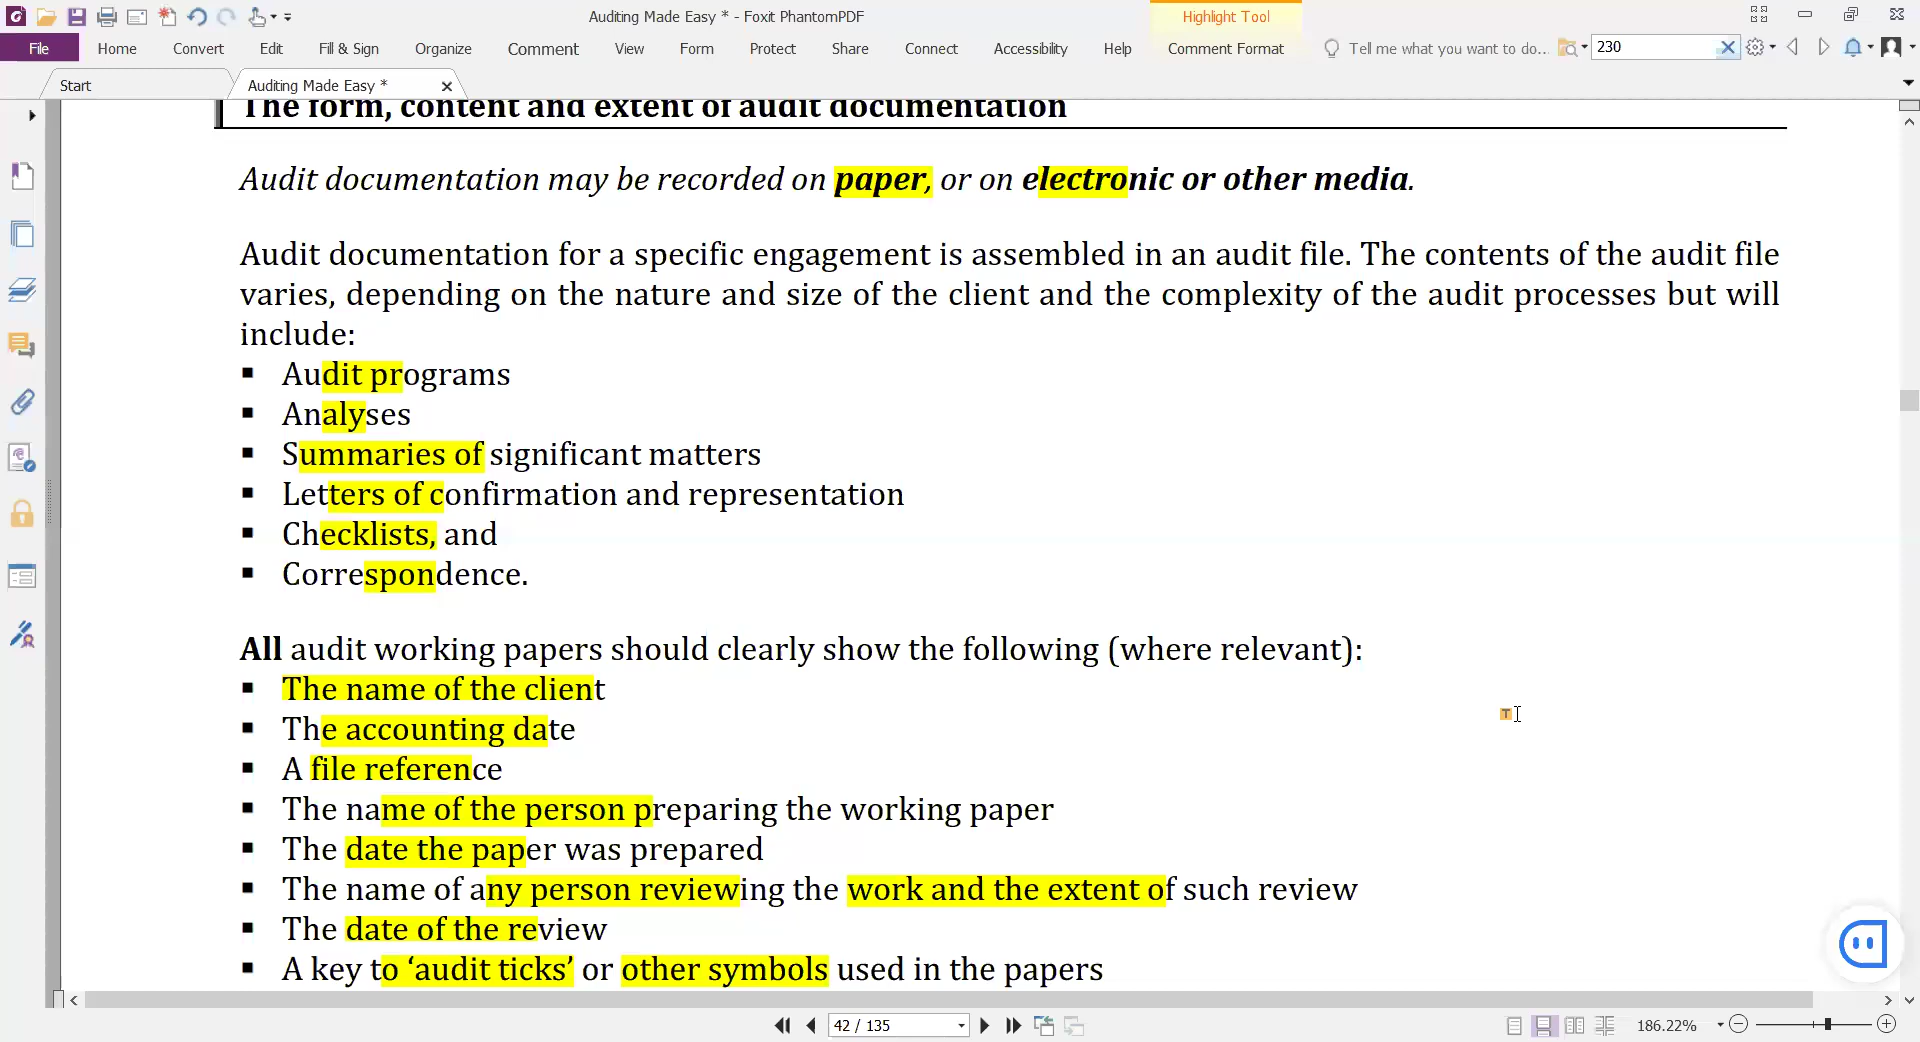 Auditing Made Easy * - Foxit PhantomPDF
Highlight Tool
File
Home
Convert
Edit
Fill & Sign
Organize
Comment
View
Form
Protect
Share
Connect
Accessibility
Help
Comment Format
Tell me what you want to do...
230
Start
Auditing Made Easy *
The form, content and extent of audit documentation
Audit documentation may be recorded on paper, or on electronic or other media.
Audit documentation for a specific engagement is assembled in an audit file. The contents of the audit file
varies, depending on the nature and size of the client and the complexity of the audit processes but will
include:
▪ Audit programs
▪ Analyses
▪ Summaries of significant matters
▪ Letters of confirmation and representation
▪ Checklists, and
▪ Correspondence.
All audit working papers should clearly show the following (where relevant):
▪ The name of the client
▪ The accounting date
▪ A file reference
▪ The name of the person preparing the working paper
▪ The date the paper was prepared
▪ The name of any person reviewing the work and the extent of such review
▪ The date of the review
▪ A key to ‘audit ticks’ or other symbols used in the papers
42 / 135
186.22%